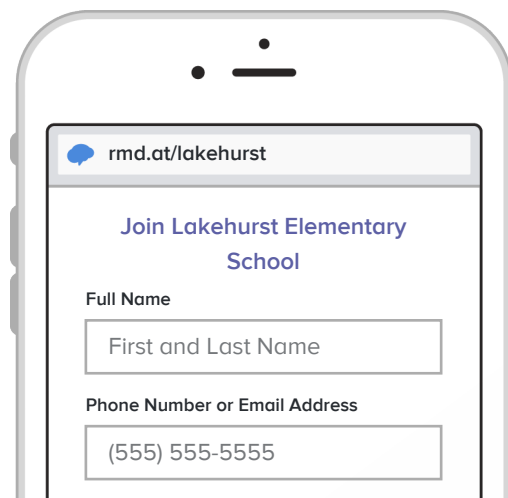 rmd.at/lakehurst
Join Lakehurst Elementary
School
Full Name
First and Last Name
Phone Number or Email Address
(555) 555-5555